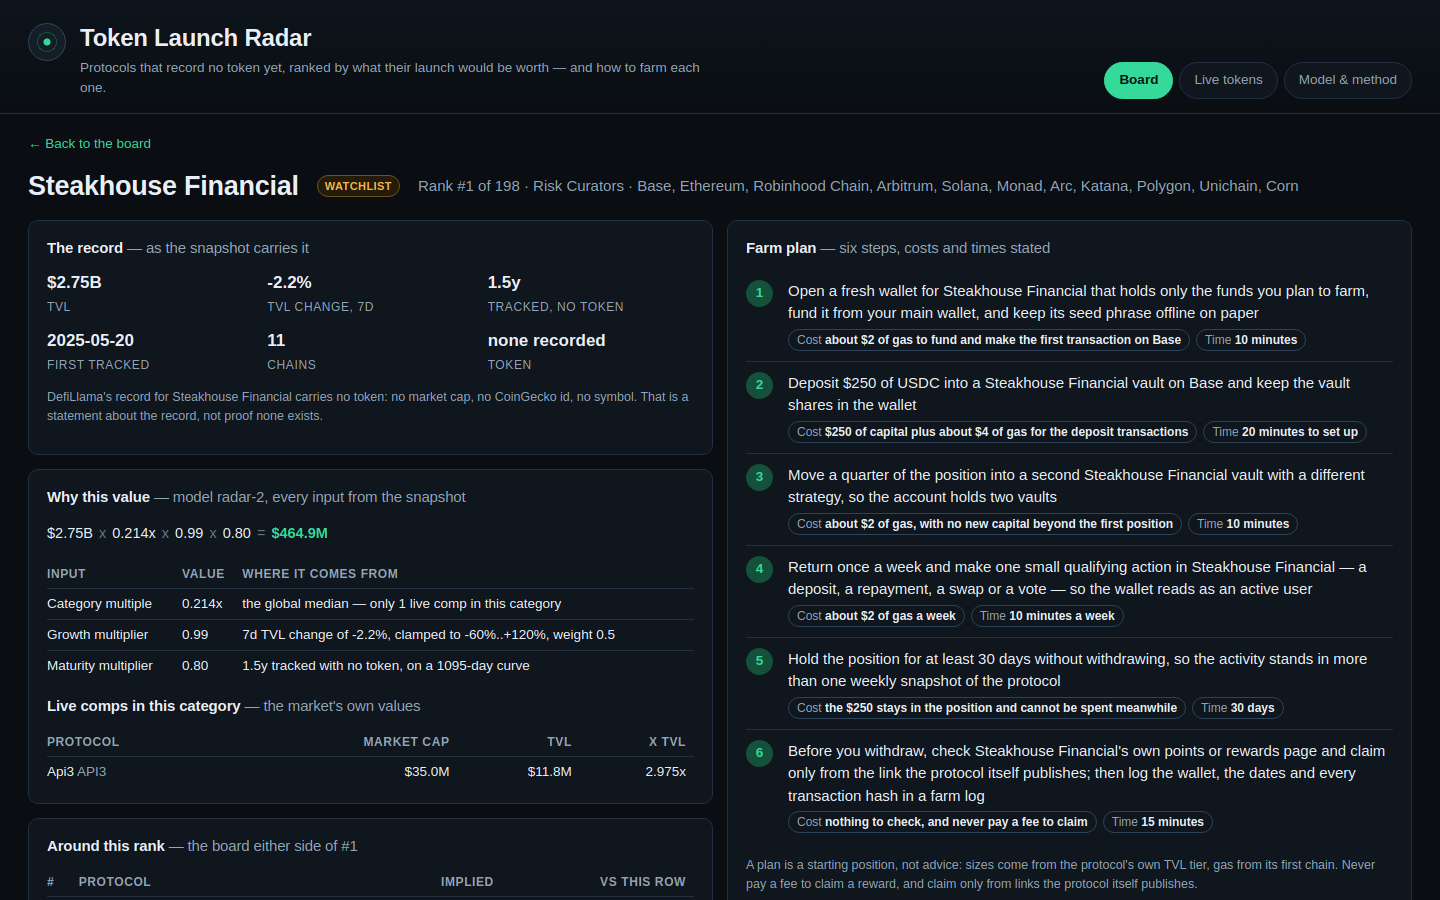 Token Launch Radar
Protocols that record no token yet, ranked by what their launch would be worth — and how to farm each
one.
Board
Live tokens
Model & method
← Back to the board
Steakhouse Financial
WATCHLIST
Rank #1 of 198 · Risk Curators · Base, Ethereum, Robinhood Chain, Arbitrum, Solana, Monad, Arc, Katana, Polygon, Unichain, Corn
The record — as the snapshot carries it
$2.75B
-2.2%
1.5y
TVL
TVL CHANGE, 7D
TRACKED, NO TOKEN
2025-05-20
11
none recorded
FIRST TRACKED
CHAINS
TOKEN
DefiLlama's record for Steakhouse Financial carries no token: no market cap, no CoinGecko id, no symbol. That is a
statement about the record, not proof none exists.
Why this value — model radar-2, every input from the snapshot
$2.75B x 0.214x x 0.99 x 0.80 = $464.9M
INPUT VALUE WHERE IT COMES FROM
Category multiple 0.214x the global median — only 1 live comp in this category
Growth multiplier 0.99 7d TVL change of -2.2%, clamped to -60%..+120%, weight 0.5
Maturity multiplier 0.80 1.5y tracked with no token, on a 1095-day curve
Live comps in this category — the market's own values
PROTOCOL MARKET CAP TVL X TVL
Api3 API3 $35.0M $11.8M 2.975x
Around this rank — the board either side of #1
# PROTOCOL IMPLIED VS THIS ROW
Farm plan — six steps, costs and times stated
1
Open a fresh wallet for Steakhouse Financial that holds only the funds you plan to farm,
fund it from your main wallet, and keep its seed phrase offline on paper
Cost about $2 of gas to fund and make the first transaction on Base
Time 10 minutes
2
Deposit $250 of USDC into a Steakhouse Financial vault on Base and keep the vault
shares in the wallet
Cost $250 of capital plus about $4 of gas for the deposit transactions
Time 20 minutes to set up
3
Move a quarter of the position into a second Steakhouse Financial vault with a different
strategy, so the account holds two vaults
Cost about $2 of gas, with no new capital beyond the first position
Time 10 minutes
4
Return once a week and make one small qualifying action in Steakhouse Financial — a
deposit, a repayment, a swap or a vote — so the wallet reads as an active user
Cost about $2 of gas a week
Time 10 minutes a week
5
Hold the position for at least 30 days without withdrawing, so the activity stands in more
than one weekly snapshot of the protocol
Cost the $250 stays in the position and cannot be spent meanwhile
Time 30 days
6
Before you withdraw, check Steakhouse Financial's own points or rewards page and claim
only from the link the protocol itself publishes; then log the wallet, the dates and every
transaction hash in a farm log
Cost nothing to check, and never pay a fee to claim
Time 15 minutes
A plan is a starting position, not advice: sizes come from the protocol's own TVL tier, gas from its first chain. Never
pay a fee to claim a reward, and claim only from links the protocol itself publishes.